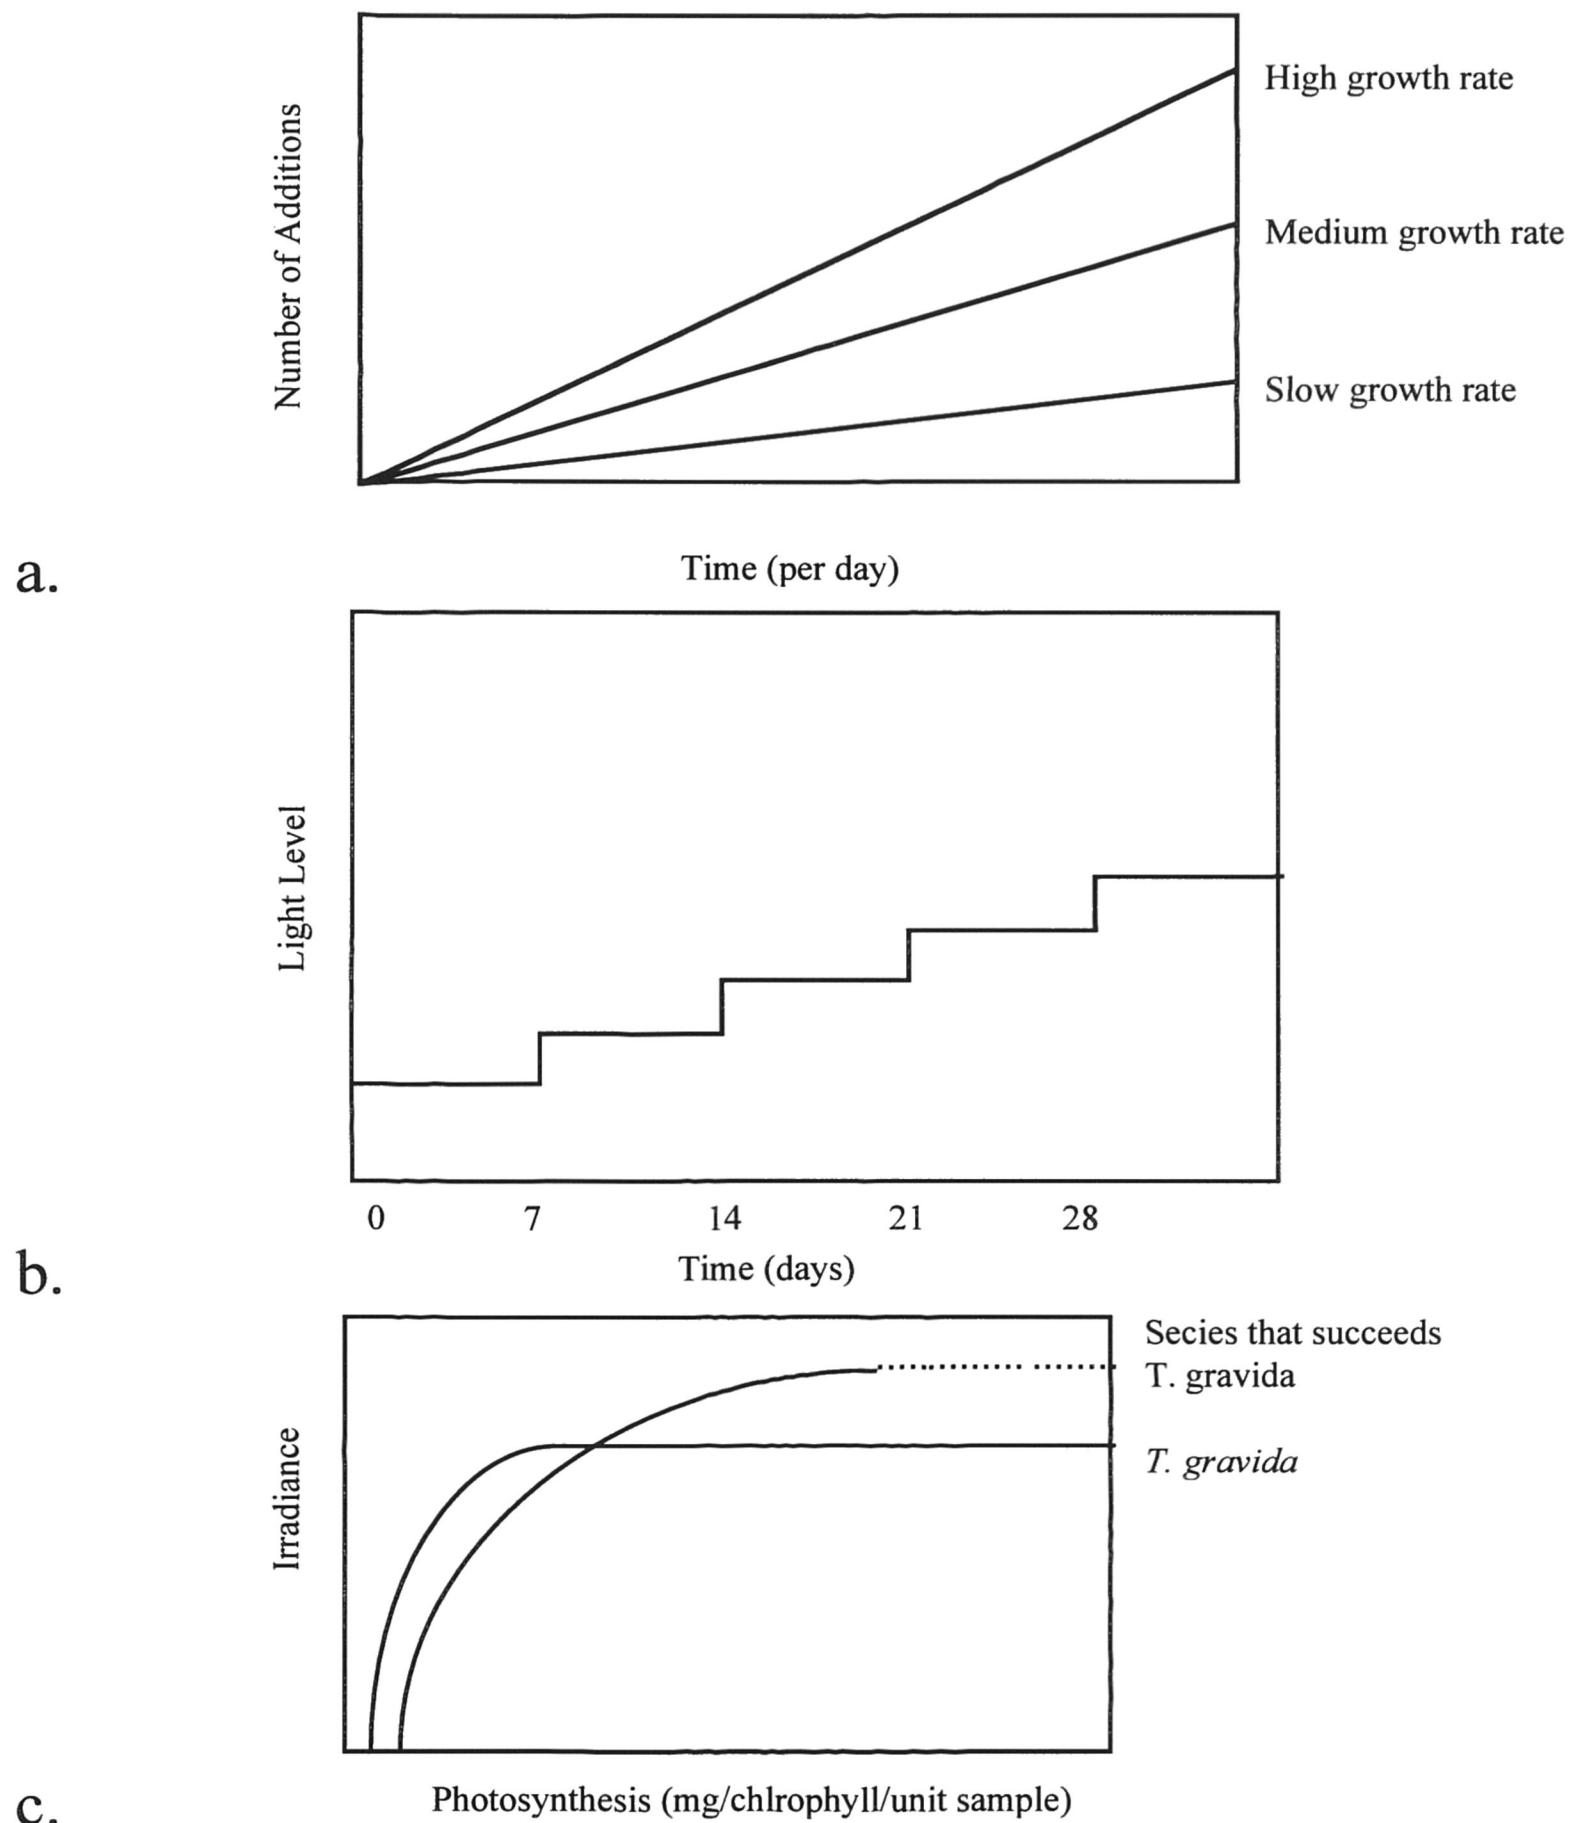 Number of Additions
High growth rate
Medium growth rate
Slow growth rate
Time (per day)
a.
Light Level
0 7 14 21 28
Time (days)
b.
Irradiance
Secies that succeeds
T. gravida
T. gravida
Photosynthesis (mg/chlrophyll/unit sample)
c.